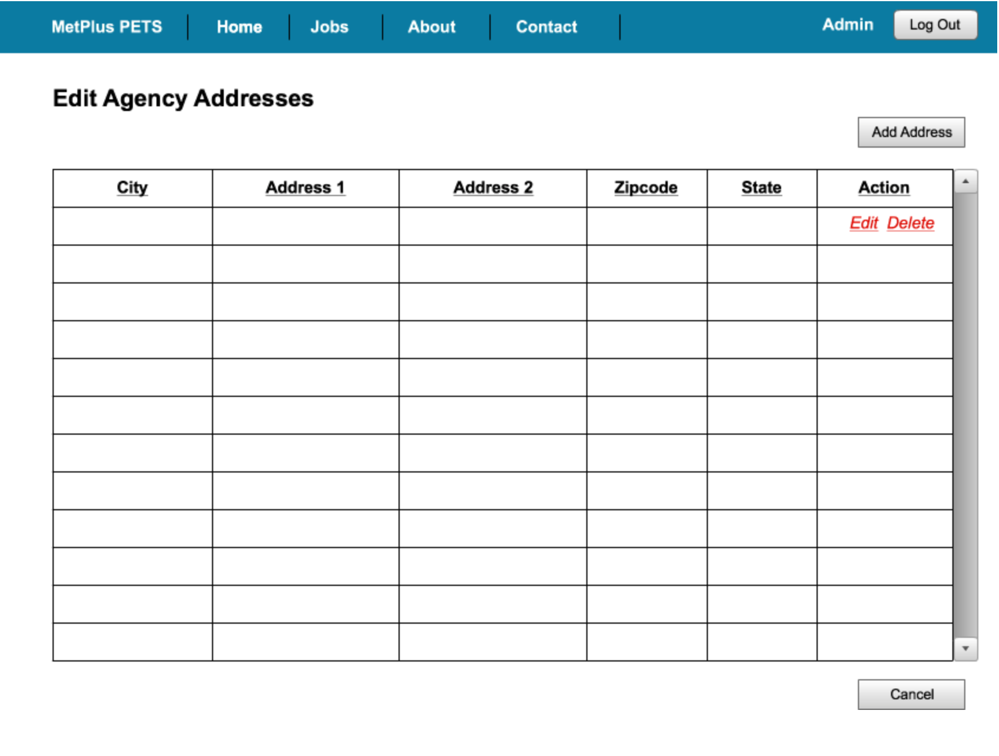 MetPlus PETS Home Jobs About Contact Admin Log Out
Edit Agency Addresses
Add Address
City Address 1 Address 2 Zipcode State Action
Edit Delete
Cancel